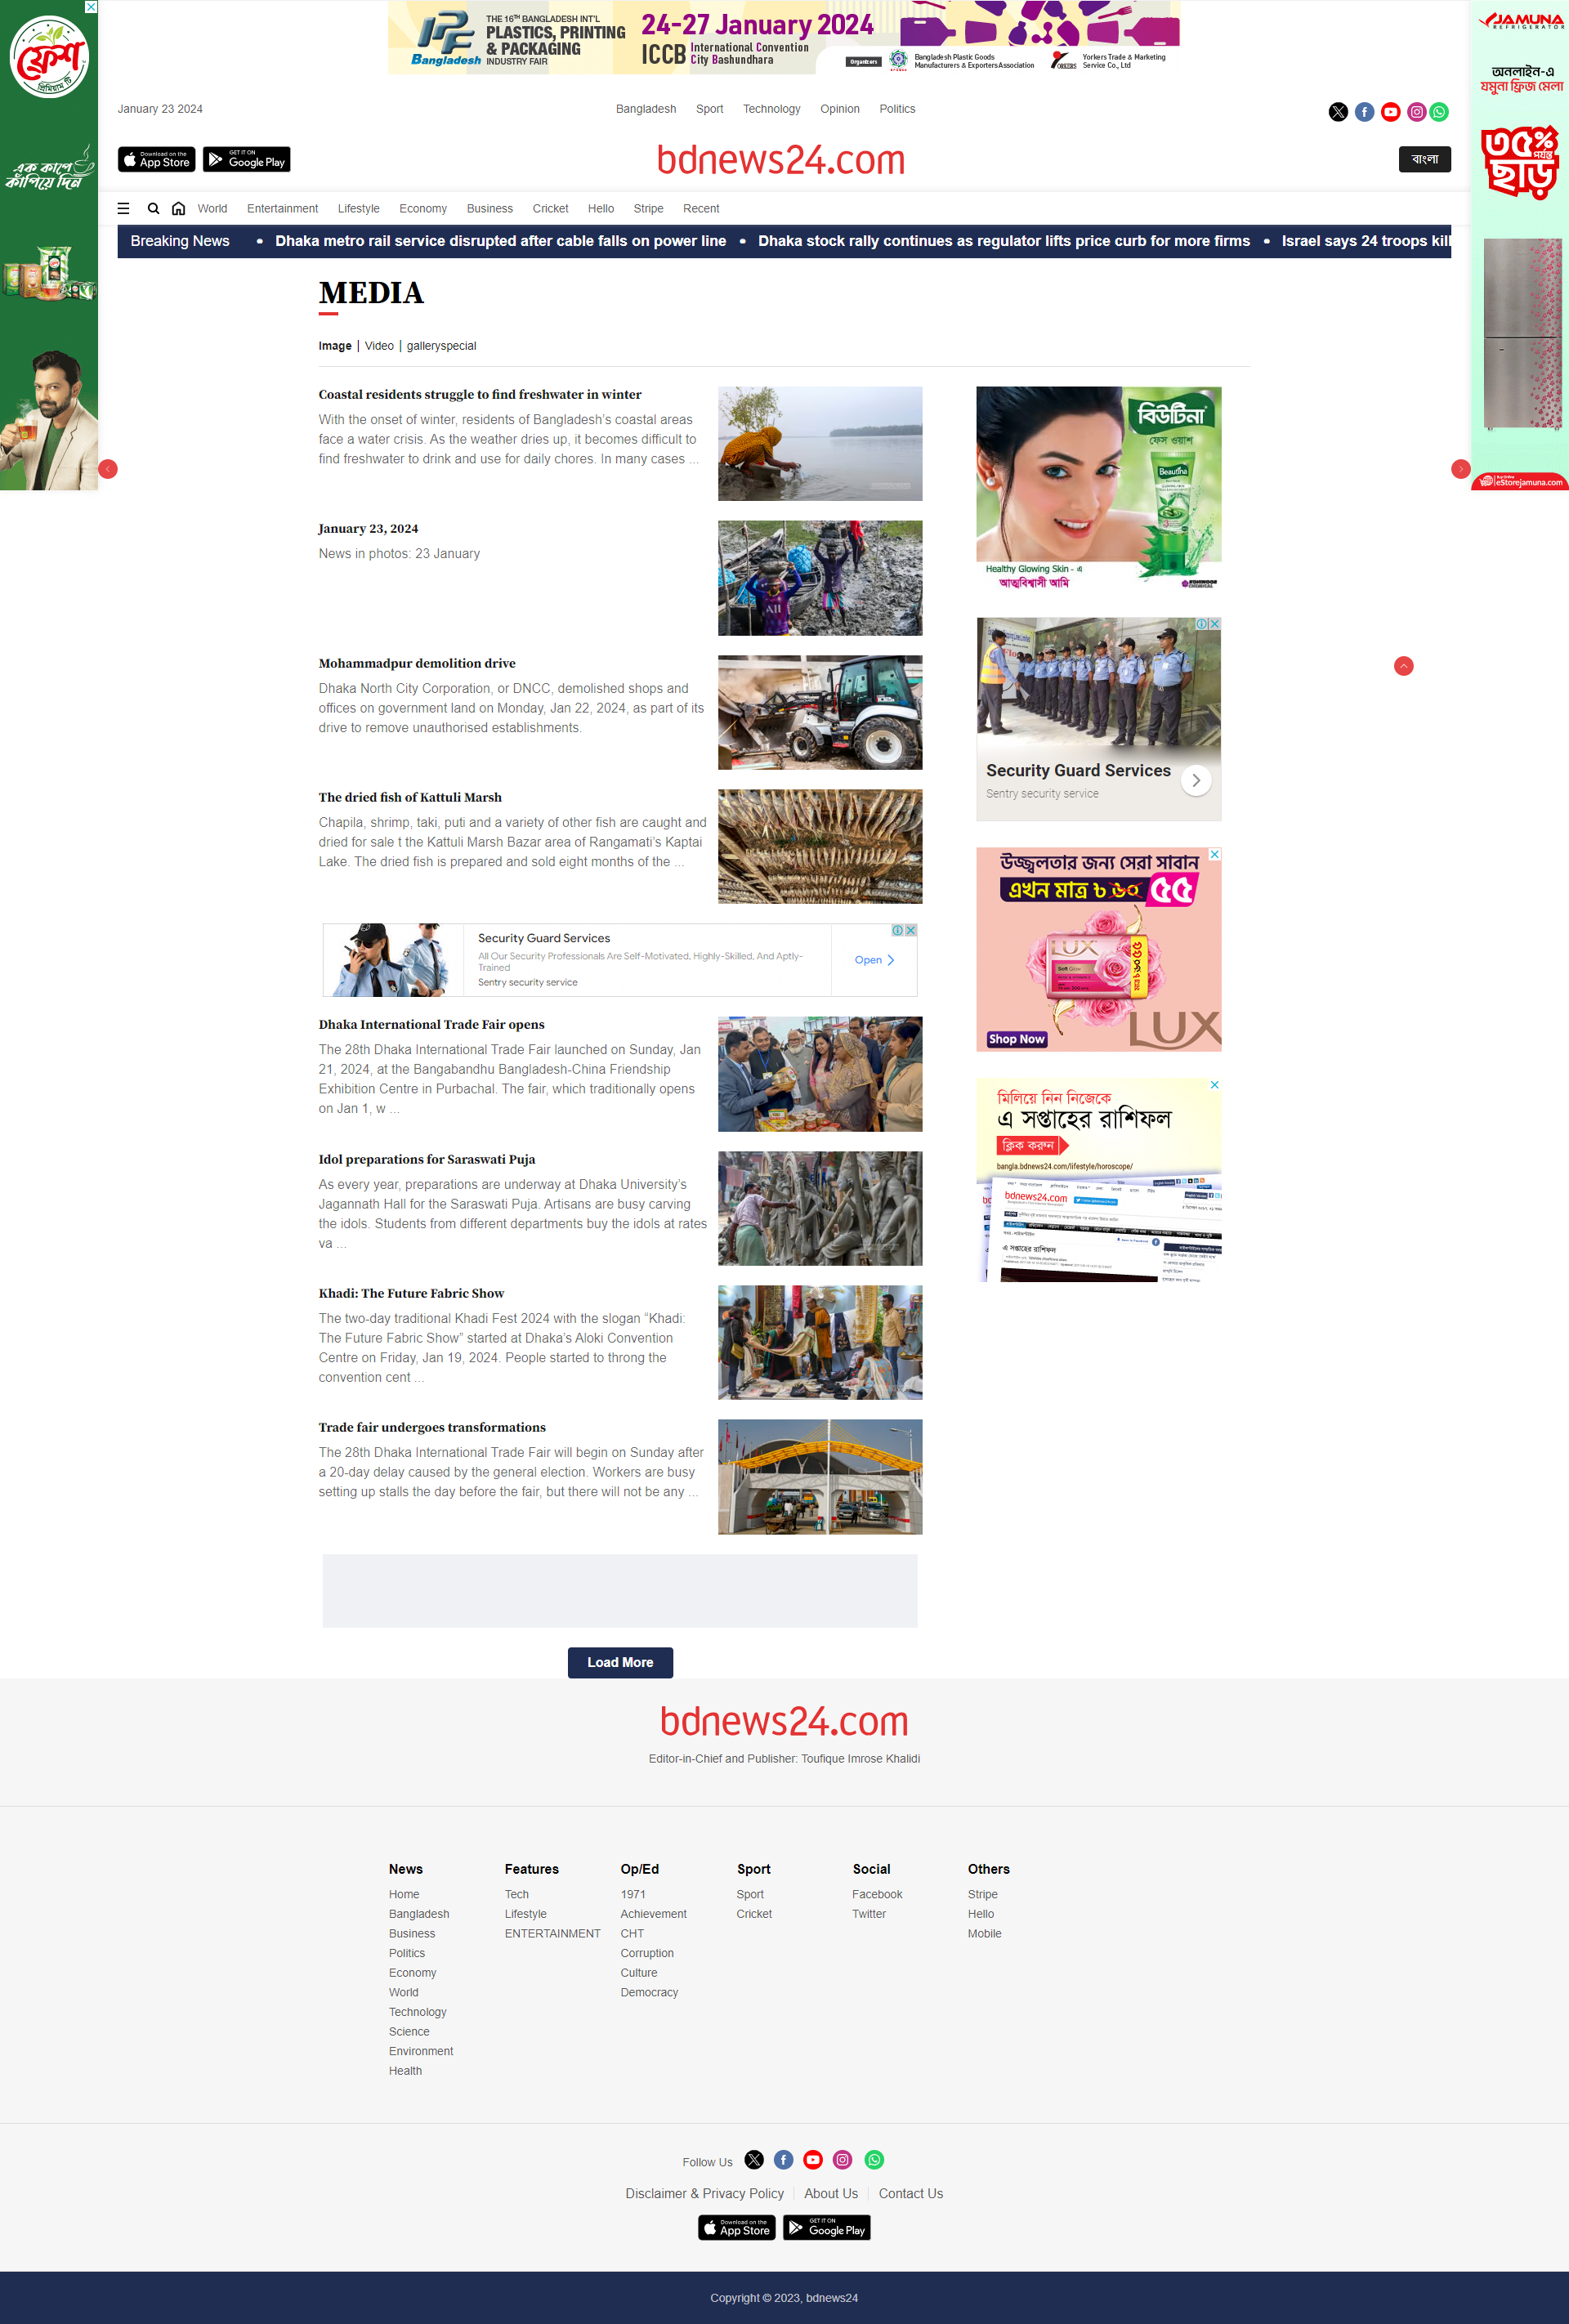 ফ্রেশ
প্রিমিয়াম টি
এক কাপে
কাঁপিয়ে দিন
THE 16TH BANGLADESH INT'L
PLASTICS, PRINTING
& PACKAGING
INDUSTRY FAIR
IPF
Bangladesh
24-27 January 2024
ICCB International Convention
City Bashundhara
Organizers
Bangladesh Plastic Goods
Manufacturers & Exporters Association
Yorkers Trade & Marketing
Service Co., Ltd
JAMUNA
REFRIGERATOR
অনলাইন-এ
যমুনা ফ্রিজ মেলা
৩৫%
পর্যন্ত
ছাড়
eStorejamuna.com
January 23 2024
Bangladesh Sport Technology Opinion Politics
Download on the
App Store
GET IT ON
Google Play
bdnews24.com
বাংলা
World Entertainment Lifestyle Economy Business Cricket Hello Stripe Recent
Breaking News • Dhaka metro rail service disrupted after cable falls on power line • Dhaka stock rally continues as regulator lifts price curb for more firms • Israel says 24 troops kill
MEDIA
Image | Video | galleryspecial
Coastal residents struggle to find freshwater in winter
With the onset of winter, residents of Bangladesh's coastal areas
face a water crisis. As the weather dries up, it becomes difficult to
find freshwater to drink and use for daily chores. In many cases ...
January 23, 2024
News in photos: 23 January
Mohammadpur demolition drive
Dhaka North City Corporation, or DNCC, demolished shops and
offices on government land on Monday, Jan 22, 2024, as part of its
drive to remove unauthorised establishments.
The dried fish of Kattuli Marsh
Chapila, shrimp, taki, puti and a variety of other fish are caught and
dried for sale t the Kattuli Marsh Bazar area of Rangamati's Kaptai
Lake. The dried fish is prepared and sold eight months of the ...
Security Guard Services
All Our Security Professionals Are Self-Motivated, Highly-Skilled, And Aptly-
Trained
Sentry security service
Open
Dhaka International Trade Fair opens
The 28th Dhaka International Trade Fair launched on Sunday, Jan
21, 2024, at the Bangabandhu Bangladesh-China Friendship
Exhibition Centre in Purbachal. The fair, which traditionally opens
on Jan 1, w ...
Idol preparations for Saraswati Puja
As every year, preparations are underway at Dhaka University's
Jagannath Hall for the Saraswati Puja. Artisans are busy carving
the idols. Students from different departments buy the idols at rates
va ...
Khadi: The Future Fabric Show
The two-day traditional Khadi Fest 2024 with the slogan “Khadi:
The Future Fabric Show” started at Dhaka's Aloki Convention
Centre on Friday, Jan 19, 2024. People started to throng the
convention cent ...
Trade fair undergoes transformations
The 28th Dhaka International Trade Fair will begin on Sunday after
a 20-day delay caused by the general election. Workers are busy
setting up stalls the day before the fair, but there will not be any ...
Load More
বিউটিনা
ফেস ওয়াশ
Beautina
Healthy Glowing Skin - এ
আত্মবিশ্বাসী আমি
KOHINOOR
CHEMICAL
Security Guard Services
Sentry security service
উজ্জ্বলতার জন্য সেরা সাবান
এখন মাত্র ৳ ৬০ ৫৫
LUX
Soft Glow
Shop Now
LUX
মিলিয়ে নিন নিজেকে
এ সপ্তাহের রাশিফল
ক্লিক করুন
bangla.bdnews24.com/lifestyle/horoscope/
bdnews24.com
এ সপ্তাহের রাশিফল
bdnews24.com
Editor-in-Chief and Publisher: Toufique Imrose Khalidi
News
Home
Bangladesh
Business
Politics
Economy
World
Technology
Science
Environment
Health
Features
Tech
Lifestyle
ENTERTAINMENT
Op/Ed
1971
Achievement
CHT
Corruption
Culture
Democracy
Sport
Sport
Cricket
Social
Facebook
Twitter
Others
Stripe
Hello
Mobile
Follow Us
Disclaimer & Privacy Policy | About Us | Contact Us
Download on the
App Store
GET IT ON
Google Play
Copyright © 2023, bdnews24